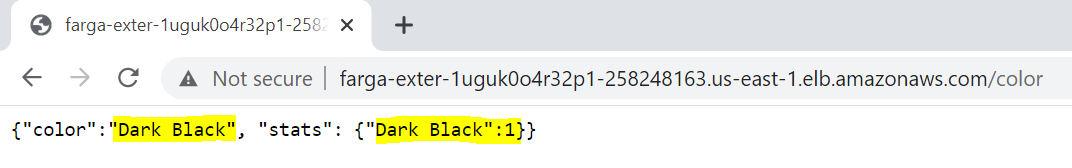 farga-exter-1uguk0o4r32p1-2582
Not secure | farga-exter-1uguk0o4r32p1-258248163.us-east-1.elb.amazonaws.com/color
{"color":"Dark Black", "stats": {"Dark Black":1}}